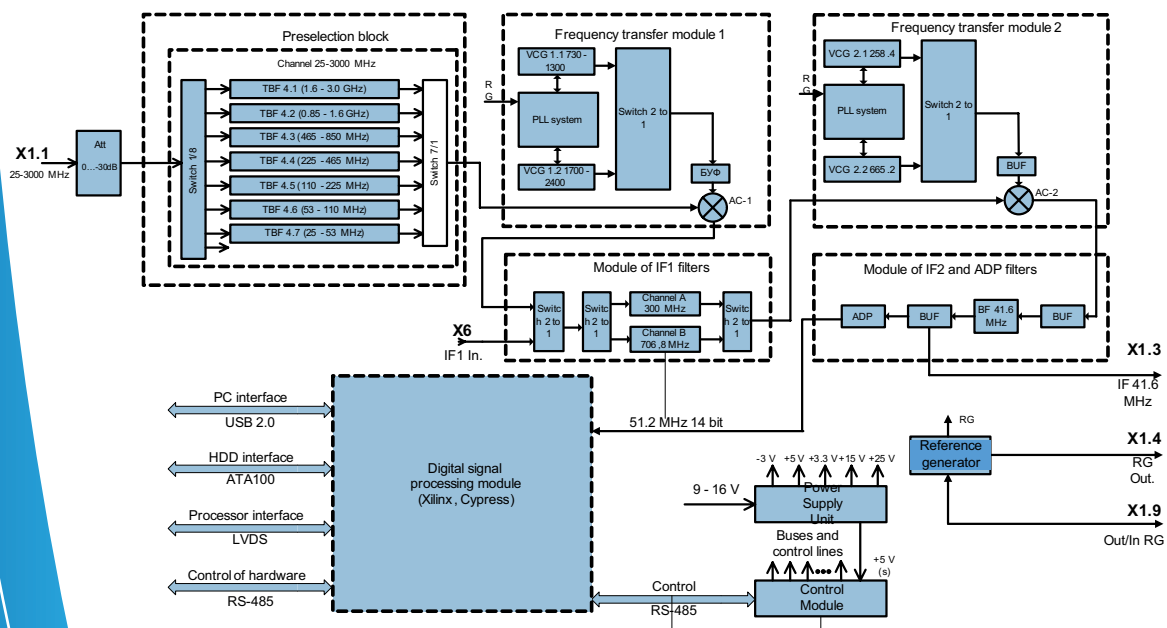 Preselection block
Channel 25-3000 MHz
TBF 4.1 (1.6 - 3.0 GHz)
TBF 4.2 (0.85 - 1.6 GHz)
TBF 4.3 (465 - 850 MHz)
TBF 4.4 (225 - 465 MHz)
TBF 4.5 (110 - 225 MHz)
TBF 4.6 (53 - 110 MHz)
TBF 4.7 (25 - 53 MHz)
Switch 1/8
Switch 7/1
X1.1
25-3000 MHz
Att
0...-30dB
Frequency transfer module 1
VCG 1.1 730 -
1300
R
G
PLL system
VCG 1.2 1700 -
2400
Switch 2 to
1
БУФ
AC-1
Frequency transfer module 2
VCG 2.1 258 .4
R
G
PLL system
VCG 2.2 665 .2
Switch 2 to
1
BUF
AC-2
Module of IF1 filters
Switc
h 2 to
1
Switc
h 2 to
1
Channel A
300 MHz
Channel B
706 ,8 MHz
Switc
h 2 to
1
X6
IF1 In.
Module of IF2 and ADP filters
ADP
BUF
BF 41.6
MHz
BUF
X1.3
IF 41.6
MHz
51.2 MHz 14 bit
PC interface
USB 2.0
HDD interface
ATA100
Processor interface
LVDS
Control of hardware
RS-485
Digital signal
processing module
(Xilinx , Cypress)
RG
Reference
generator
X1.4
RG
Out.
X1.9
Out/In RG
-3 V
+5 V
+3.3 V
+15 V
+25 V
9 - 16 V
Power
Supply
Unit
Buses and
control lines
+5 V
(s)
Control
RS-485
Control
Module